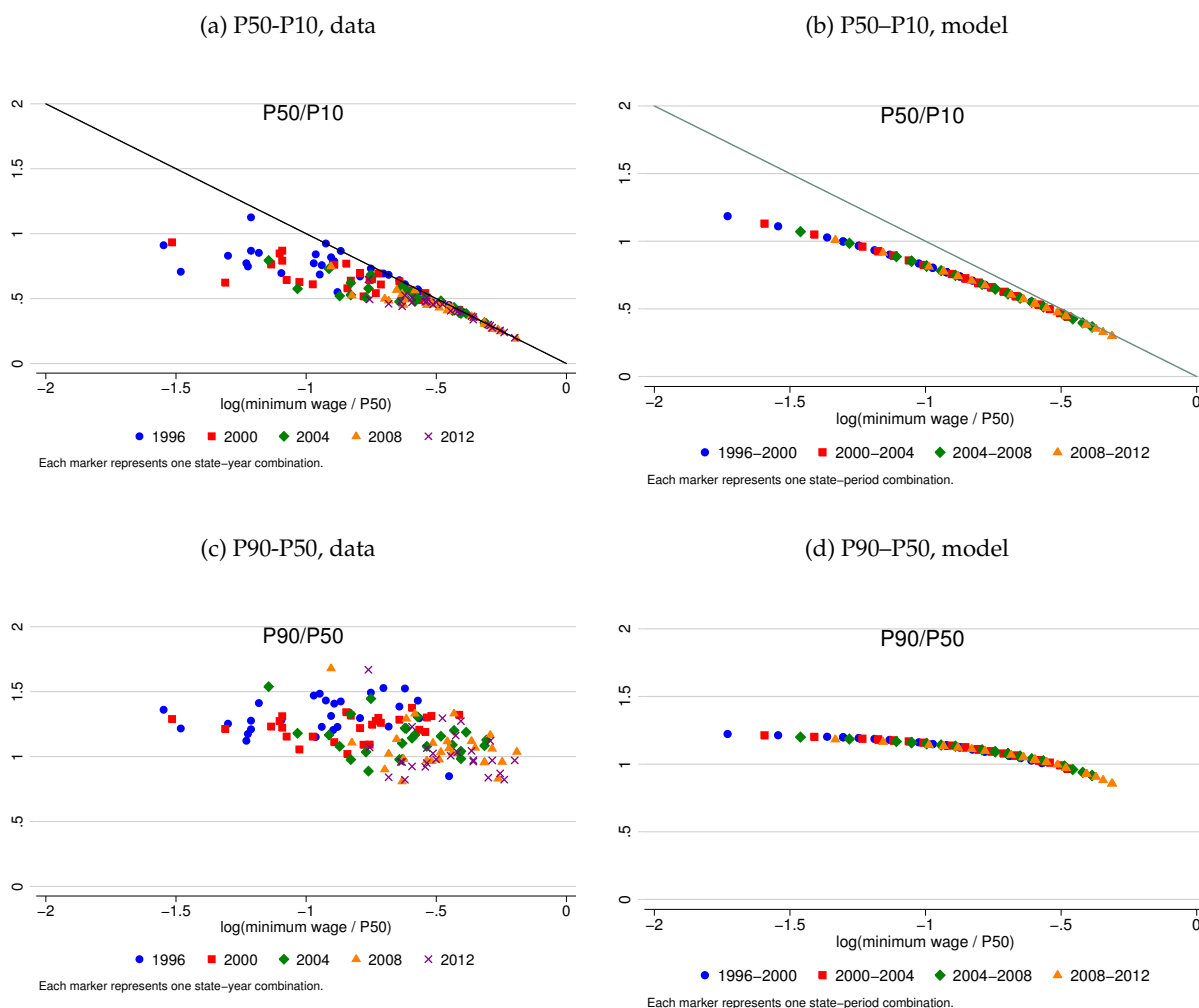 (a) P50-P10, data
P50/P10
2
1.5
1
.5
0
−2 −1.5 −1 −.5 0
log(minimum wage / P50)
1996 2000 2004 2008 2012
Each marker represents one state−year combination.
(b) P50–P10, model
P50/P10
2
1.5
1
.5
0
−2 −1.5 −1 −.5 0
log(minimum wage / P50)
1996−2000 2000−2004 2004−2008 2008−2012
Each marker represents one state−period combination.
(c) P90-P50, data
P90/P50
2
1.5
1
.5
0
−2 −1.5 −1 −.5 0
log(minimum wage / P50)
1996 2000 2004 2008 2012
Each marker represents one state−year combination.
(d) P90–P50, model
P90/P50
2
1.5
1
.5
0
−2 −1.5 −1 −.5 0
log(minimum wage / P50)
1996−2000 2000−2004 2004−2008 2008−2012
Each marker represents one state−period combination.